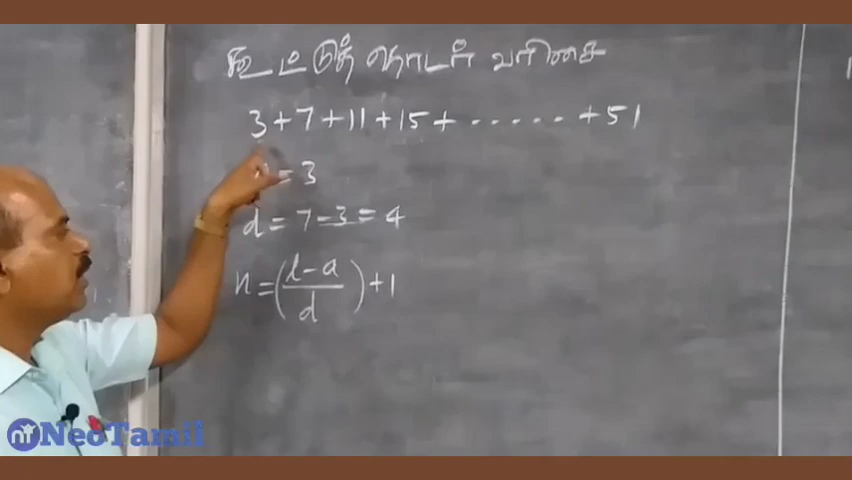 கூட்டுத் தொடர் வரிசை
3+7+11+15+.......+51
= 3
d = 7-3 = 4
n = (l-a/d)+1
NeoTamil